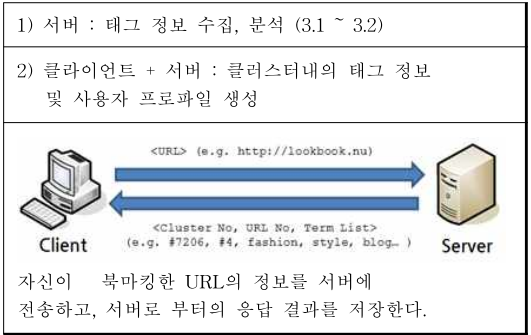 1) 서버 : 태그 정보 수집, 분석 (3.1 ~ 3.2)
2) 클라이언트 + 서버 : 클러스터내의 태그 정보
및 사용자 프로파일 생성
<URL> (e.g. http://lookbook.nu)
<Cluster No, URL No, Term List>
(e.g. #7206, #4, fashion, style, blog… )
Client
Server
자신이 북마킹한 URL의 정보를 서버에
전송하고, 서버로 부터의 응답 결과를 저장한다.